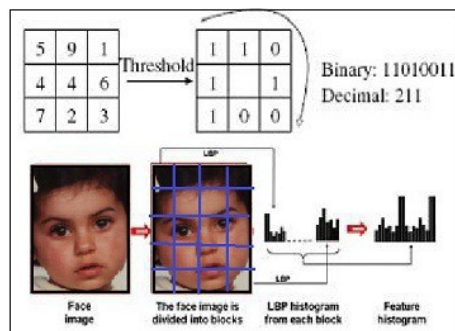 5 9 1
4 4 6
7 2 3
Threshold
1 1 0
1 1
1 0 0
Binary: 11010011
Decimal: 211
LBP
LBP
Face
image
The face image is
divided into blocks
LBP histogram
from each block
Feature
histogram